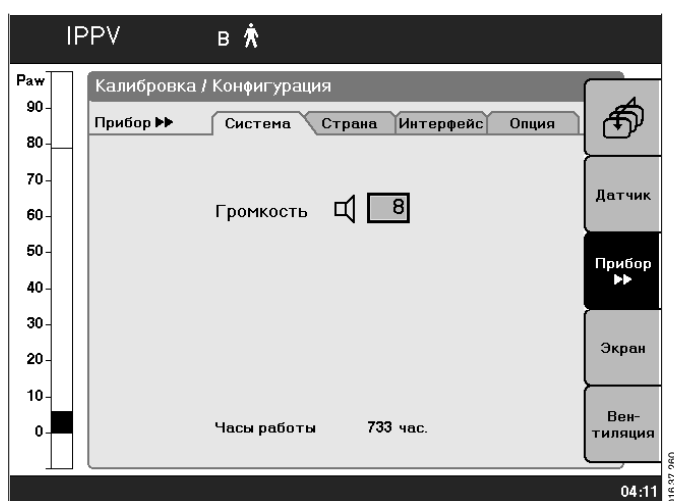 IPPV B
Paw
90
80
70
60
50
40
30
20
10
0
Калибровка / Конфигурация
Прибор ▶▶ Система Страна Интерфейс Опция
Громкость 8
Часы работы 733 час.
Датчик
Прибор
▶▶
Экран
Вен-
тиляция
04:11